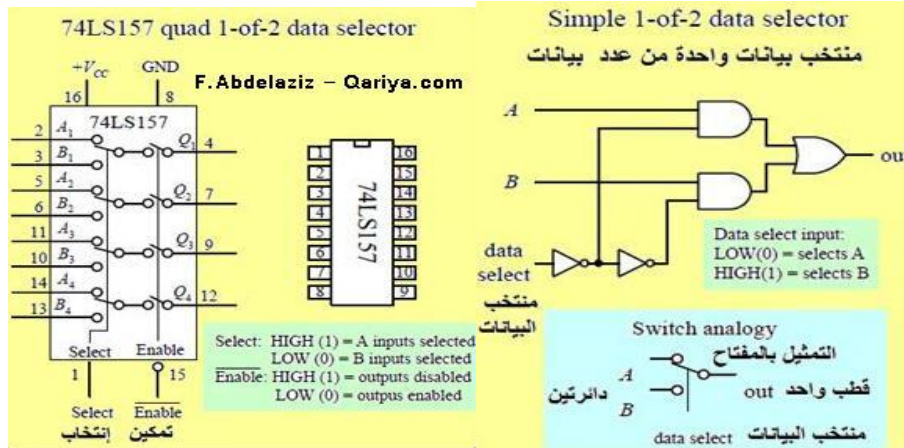 74LS157 quad 1-of-2 data selector
+VCC
GND
F.Abdelaziz – Qariya.com
16
8
74LS157
2 A1
Q1 4
3 B1
5 A2
Q2 7
6 B2
11 A3
Q3 9
10 B3
14 A4
Q4 12
13 B4
Select
Enable
1
15
Select
Enable
إنتخاب
تمكين
1
2
3
4
5
6
7
8
74LS157
16
15
14
13
12
11
10
9
Select: HIGH (1) = A inputs selected
LOW (0) = B inputs selected
Enable: HIGH (1) = outputs disabled
LOW (0) = outpus enabled
Simple 1-of-2 data selector
منتخب بيانات واحدة من عدد بيانات
A
B
ou
data
select
منتخب
البيانات
Data select input:
LOW(0) = selects A
HIGH(1) = selects B
Switch analogy
التمثيل بالمفتاح
A
دائرتين
out
قطب واحد
B
منتخب البيانات
data select